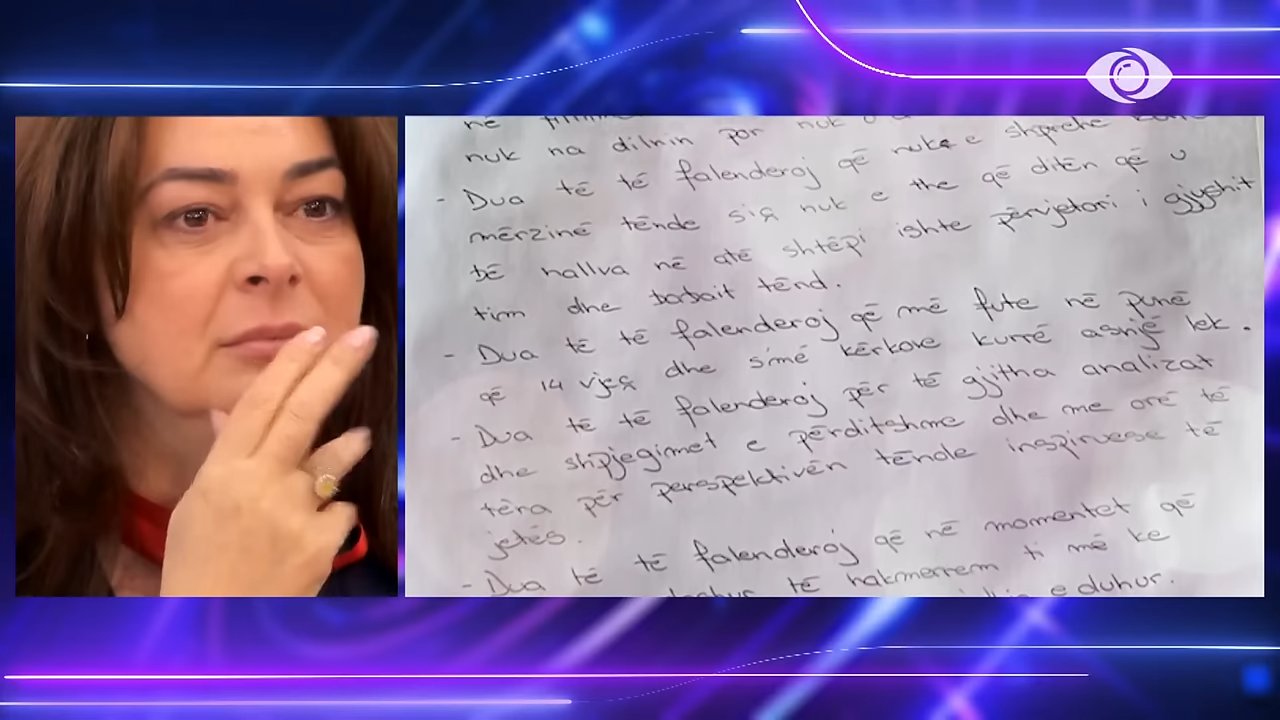 në
nuk na dilnin por nuk
- Dua të të falenderoj që nuk e shprehe
mërzinë tënde siç nuk e the që ditën që u
të hallva në atë shtëpi ishte përvjetori i gjyshit
tim dhe babait tënd.
- Dua të të falenderoj që më fute në punë
që 14 vjeç dhe s'më kërkove kurrë asnjë lek.
- Dua të të falenderoj për të gjitha analizat
dhe shpjegimet e përditshme dhe me orë të
tëra për perspektivën tënde inspiruese të
jetës.
- Dua të të falenderoj që në momentet që
të hakmerrem ti më ke
e duhur.